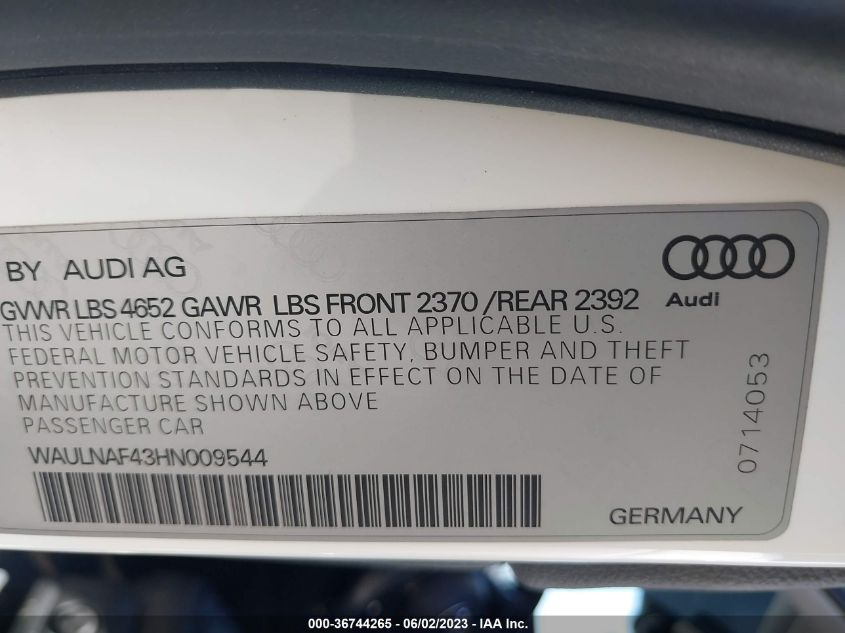 BY AUDI AG
GVWR LBS 4652 GAWR LBS FRONT 2370 /REAR 2392
THIS VEHICLE CONFORMS TO ALL APPLICABLE U.S.
FEDERAL MOTOR VEHICLE SAFETY, BUMPER AND THEFT
PREVENTION STANDARDS IN EFFECT ON THE DATE OF
MANUFACTURE SHOWN ABOVE
PASSENGER CAR
WAULNAF43HN009544
Audi
0714053
GERMANY
000-36744265 - 06/02/2023 - IAA Inc.